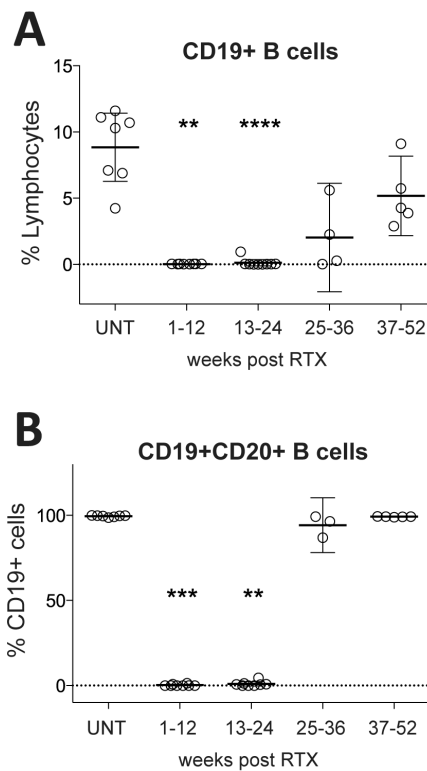 A
CD19+ B cells
% Lymphocytes
15
10
5
0
** ****
UNT 1-12 13-24 25-36 37-52
weeks post RTX
B
CD19+CD20+ B cells
% CD19+ cells
100
50
0
*** **
UNT 1-12 13-24 25-36 37-52
weeks post RTX